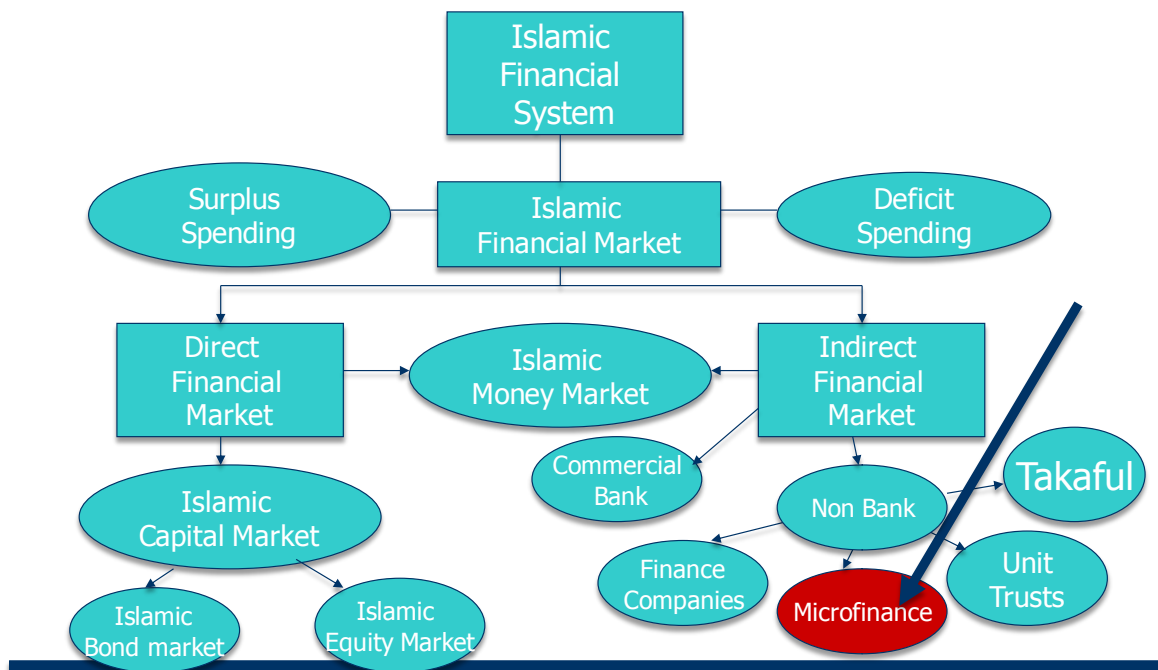 Islamic
Financial
System
Surplus
Spending
Islamic
Financial Market
Deficit
Spending
Direct
Financial
Market
Islamic
Money Market
Indirect
Financial
Market
Commercial
Bank
Non Bank
Takaful
Islamic
Capital Market
Finance
Companies
Microfinance
Unit
Trusts
Islamic
Bond market
Islamic
Equity Market